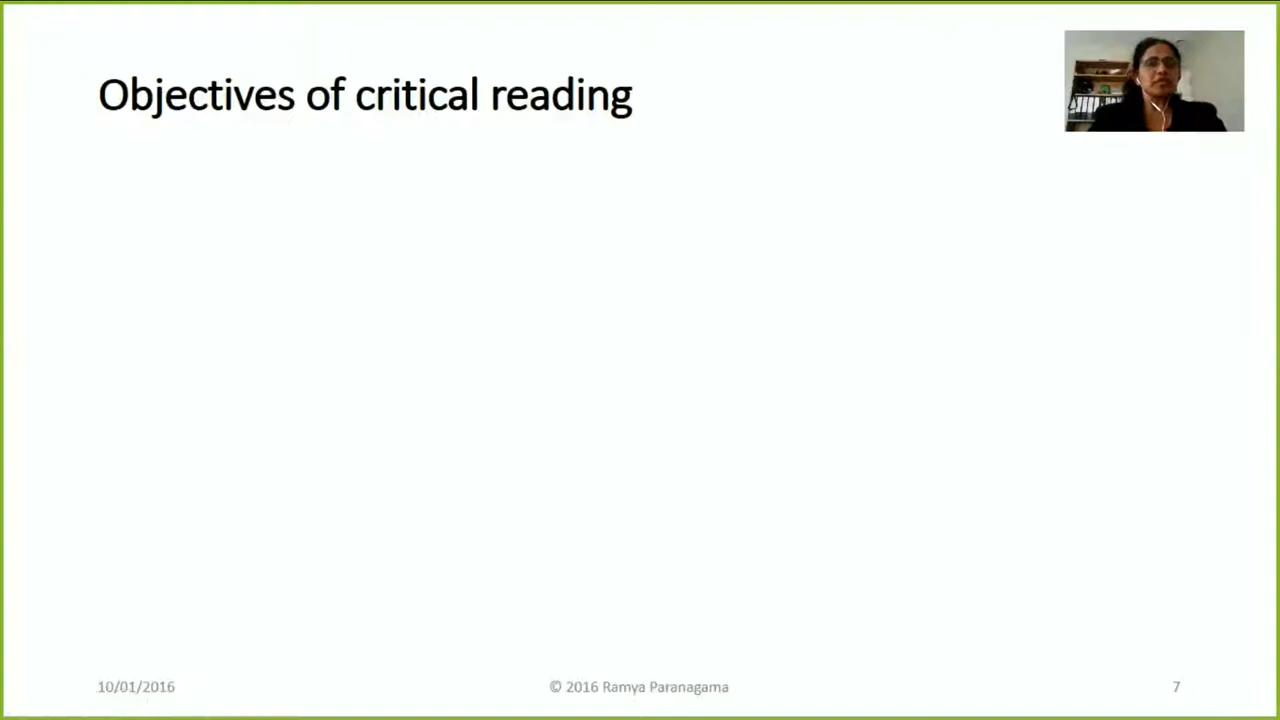 Objectives of critical reading
10/01/2016
© 2016 Ramya Paranagama
7